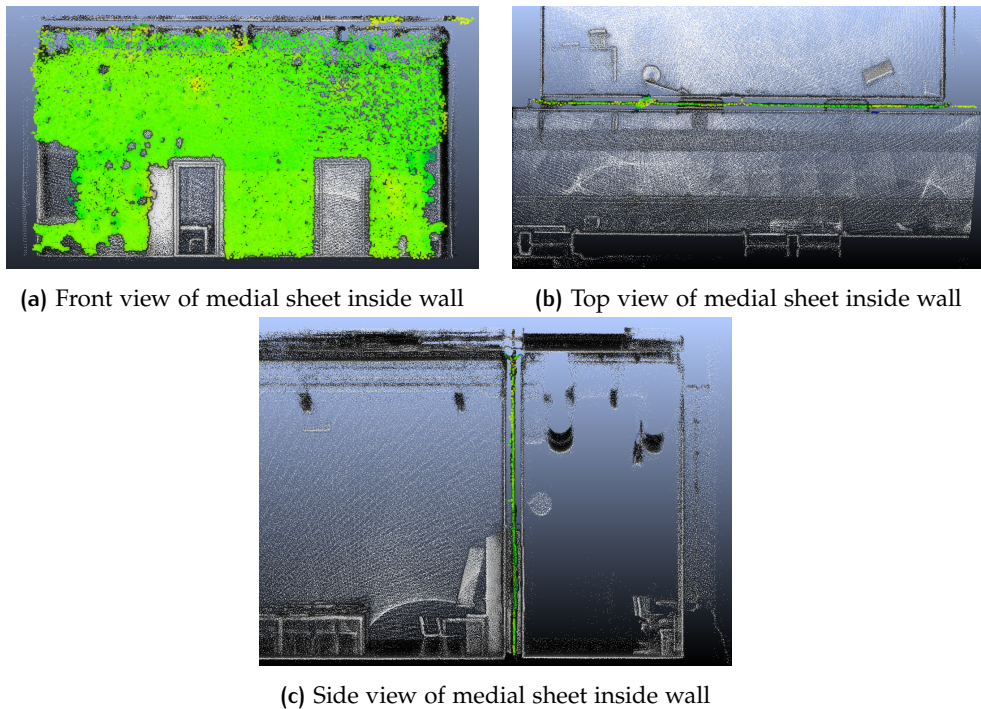 (a) Front view of medial sheet inside wall
(b) Top view of medial sheet inside wall
(c) Side view of medial sheet inside wall